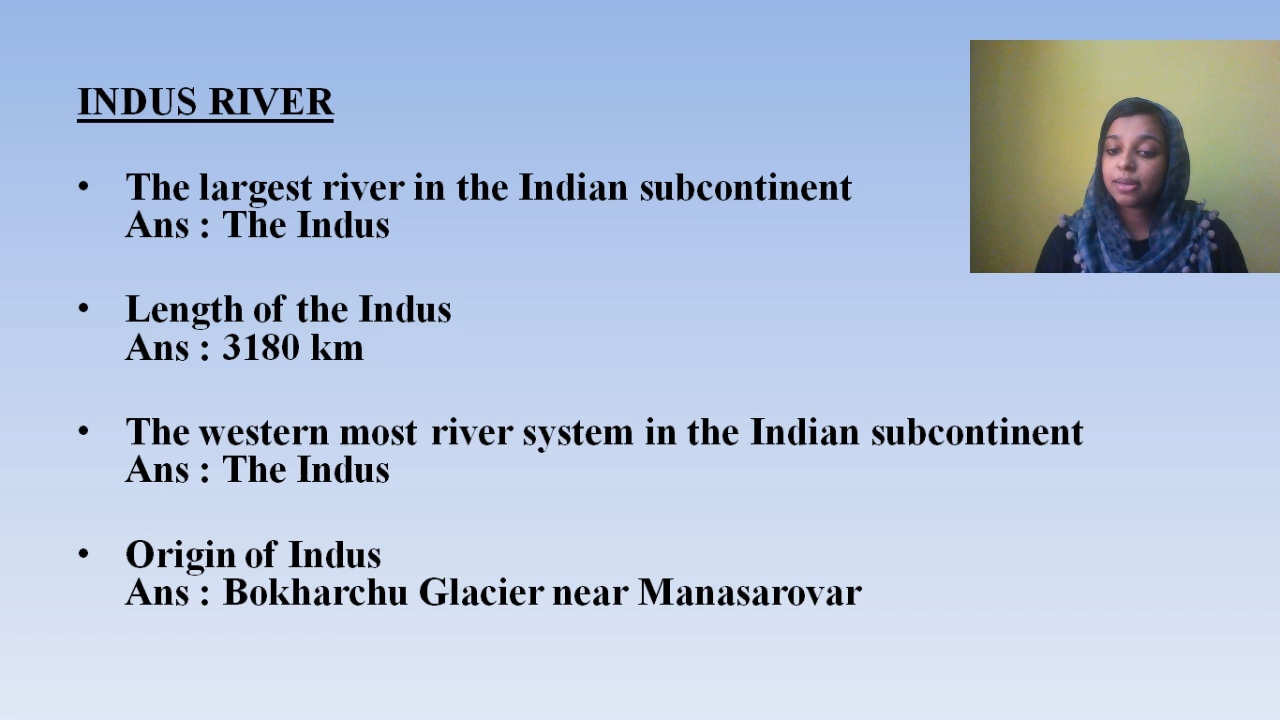 INDUS RIVER
• The largest river in the Indian subcontinent
Ans : The Indus
• Length of the Indus
Ans : 3180 km
• The western most river system in the Indian subcontinent
Ans : The Indus
• Origin of Indus
Ans : Bokharchu Glacier near Manasarovar